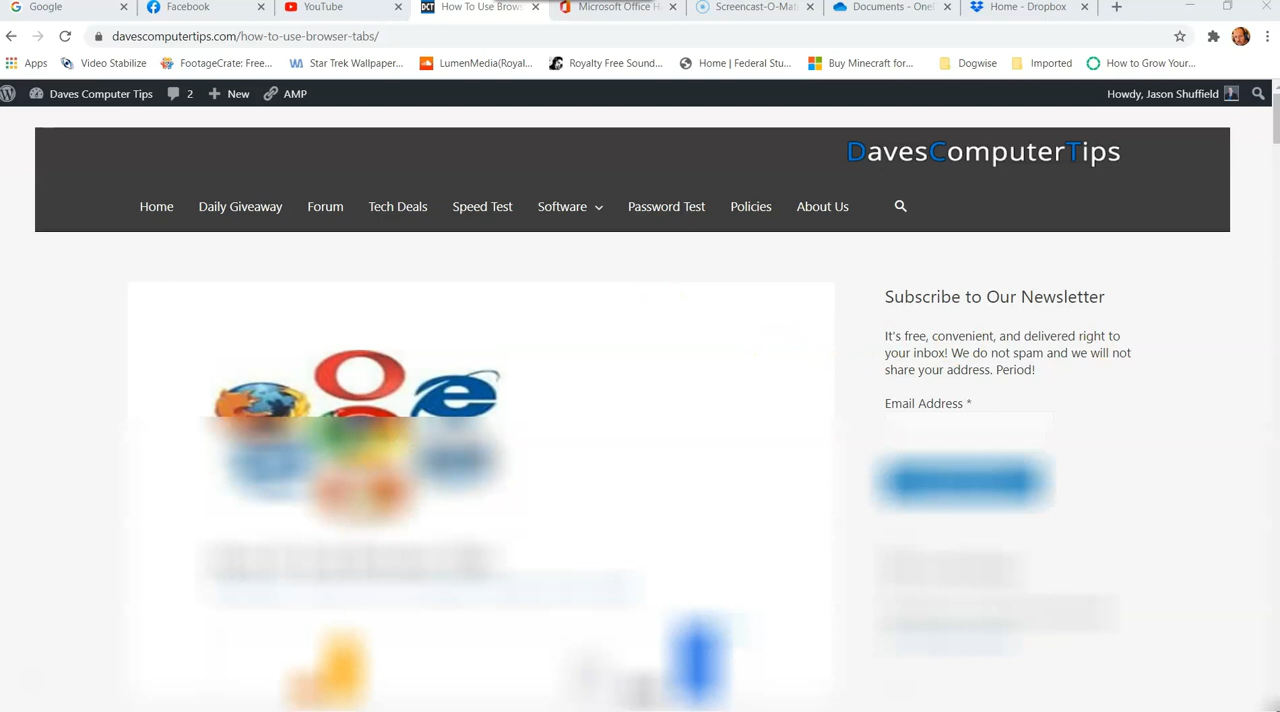 Google
Facebook
YouTube
DCT How To Use Brows
Microsoft Office H
Screencast-O-Mat
Documents - OneD
Home - Dropbox
davescomputertips.com/how-to-use-browser-tabs/
Apps
Video Stabilize
FootageCrate: Free...
Star Trek Wallpaper...
LumenMedia(Royal...
Royalty Free Sound...
Home | Federal Stu...
Buy Minecraft for...
Dogwise
Imported
How to Grow Your...
Daves Computer Tips
2
New
AMP
Howdy, Jason Shuffield
DavesComputerTips
Home
Daily Giveaway
Forum
Tech Deals
Speed Test
Software
Password Test
Policies
About Us
Subscribe to Our Newsletter
It's free, convenient, and delivered right to
your inbox! We do not spam and we will not
share your address. Period!
Email Address *